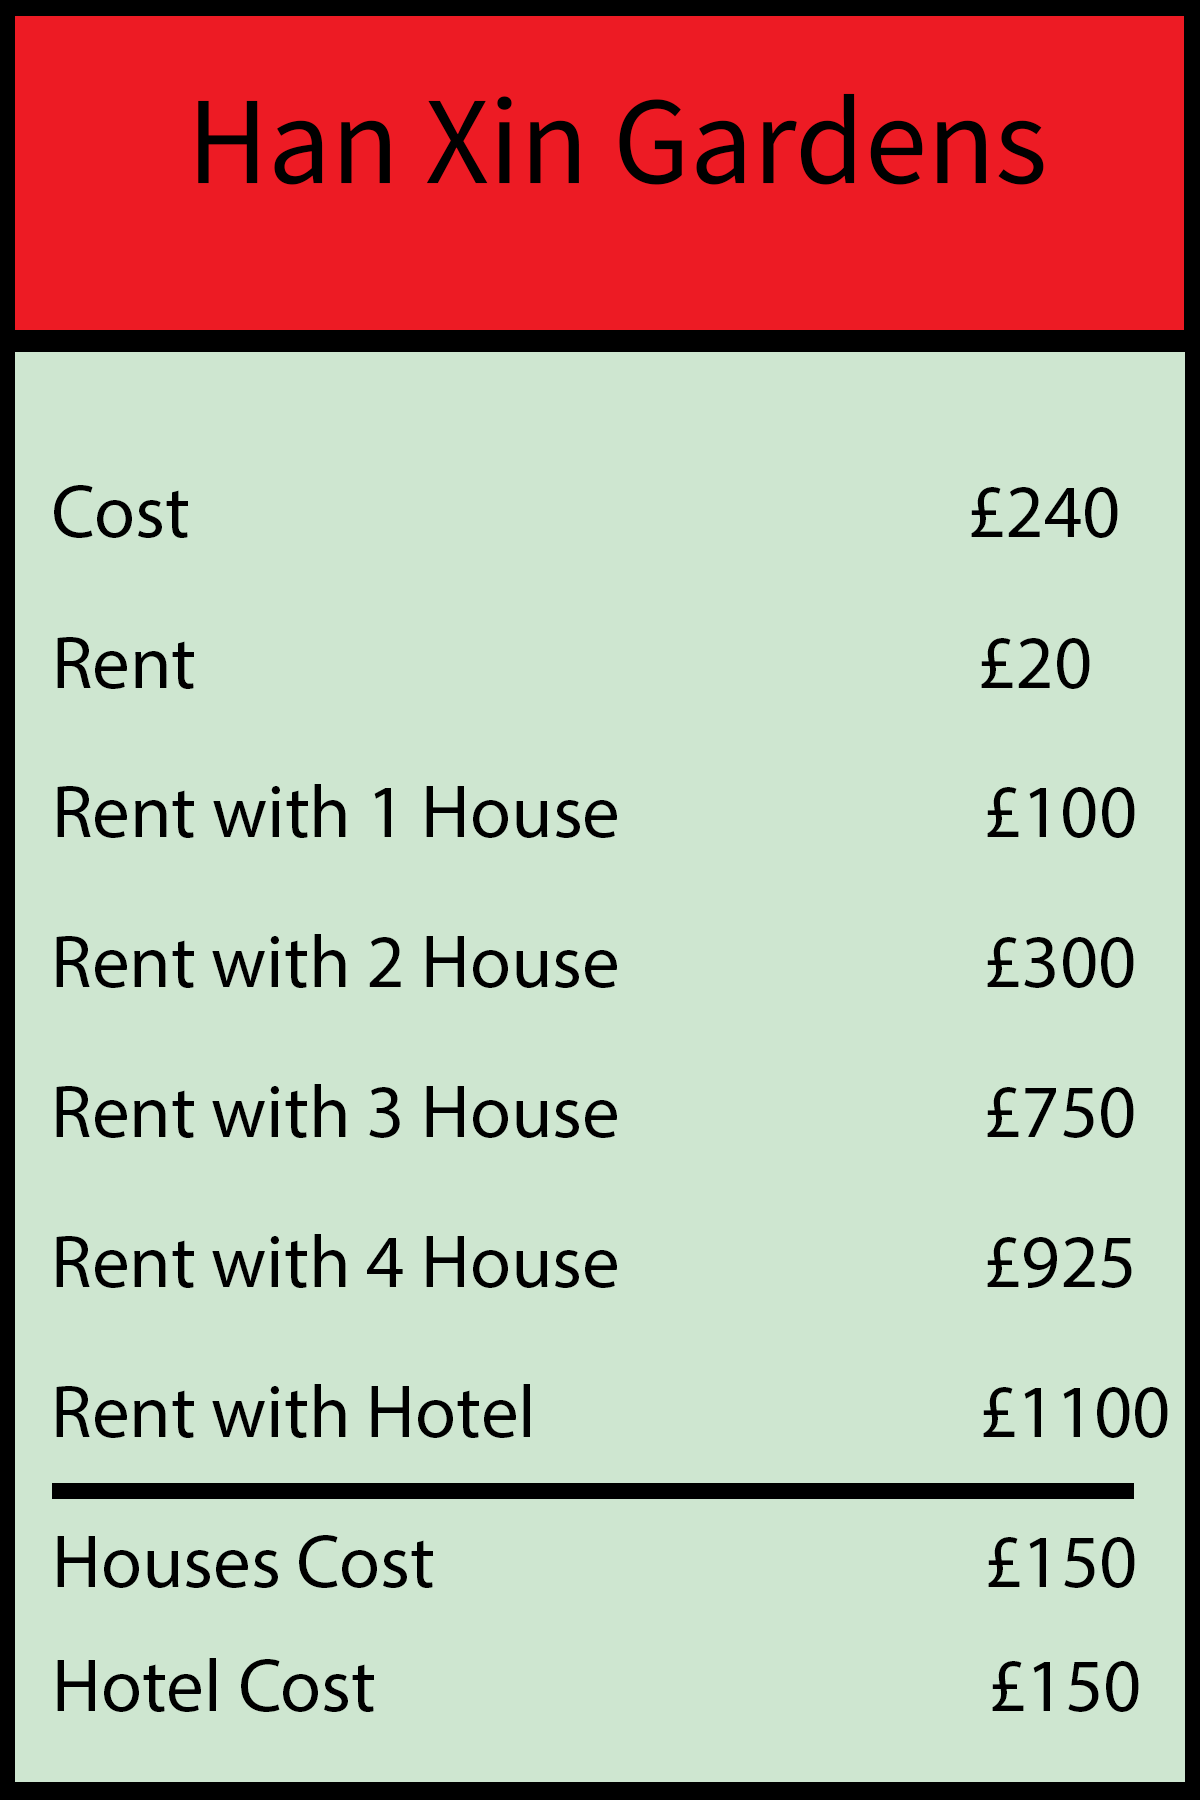 Han Xin Gardens
Cost £240
Rent £20
Rent with 1 House £100
Rent with 2 House £300
Rent with 3 House £750
Rent with 4 House £925
Rent with Hotel £1100
Houses Cost £150
Hotel Cost £150